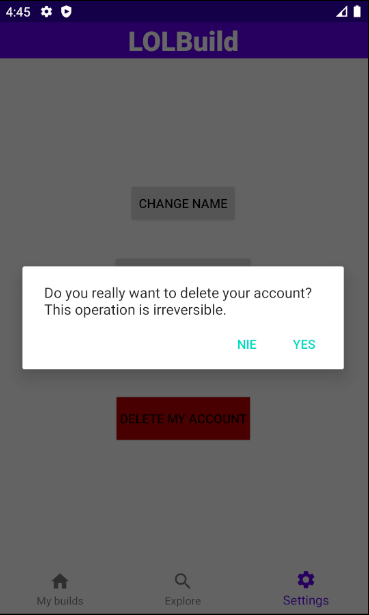 4:45
LOLBuild
CHANGE NAME
Do you really want to delete your account?
This operation is irreversible.
NIE
YES
DELETE MY ACCOUNT
My builds
Explore
Settings